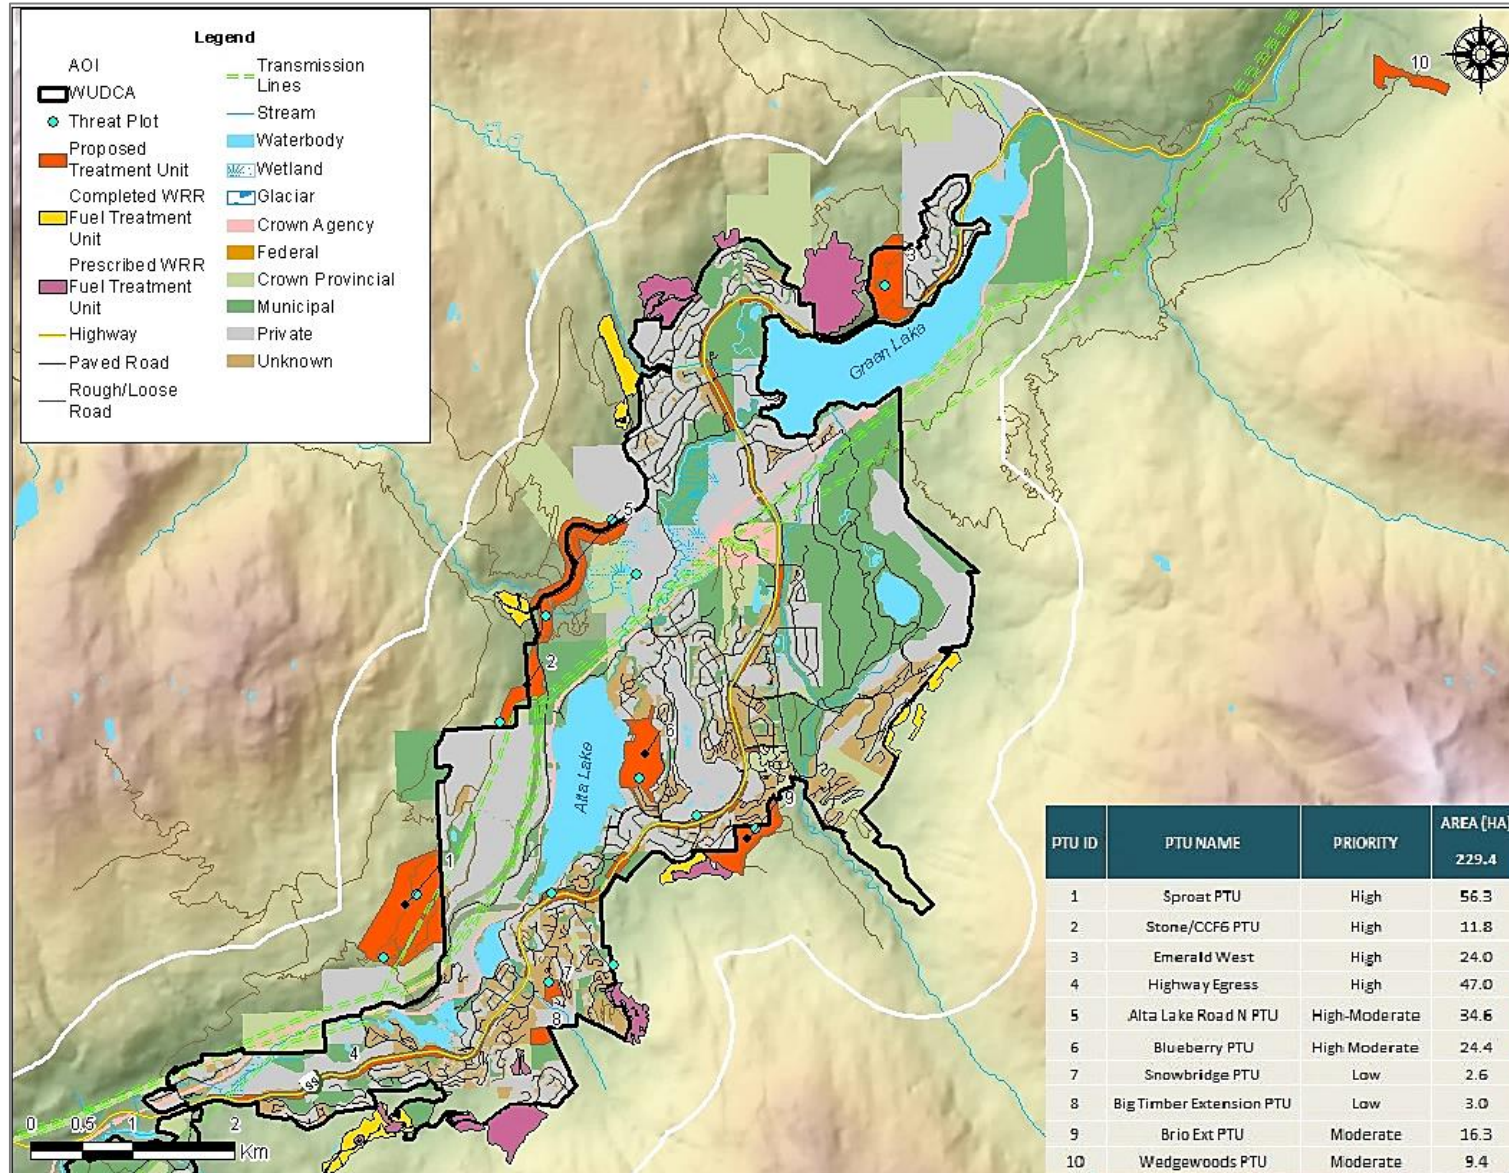 Legend
AOI
WUDCA
Threat Plot
Proposed
Treatment Unit
Completed WRR
Fuel Treatment
Unit
Prescribed WRR
Fuel Treatment
Unit
Highway
Paved Road
Rough/Loose
Road
Transmission
Lines
Stream
Waterbody
Wetland
Glaciar
Crown Agency
Federal
Crown Provincial
Municipal
Private
Unknown
10
3
Green Lake
5
2
6
Alta Lake
9
1
7
8
4
99
0 0.5 1 2
Km
PTU ID PTU NAME PRIORITY AREA (HA)
229.4
1 Sproat PTU High 56.3
2 Stone/CCF6 PTU High 11.8
3 Emerald West High 24.0
4 Highway Egress High 47.0
5 Alta Lake Road N PTU High-Moderate 34.6
6 Blueberry PTU High Moderate 24.4
7 Snowbridge PTU Low 2.6
8 Big Timber Extension PTU Low 3.0
9 Brio Ext PTU Moderate 16.3
10 Wedgewoods PTU Moderate 9.4